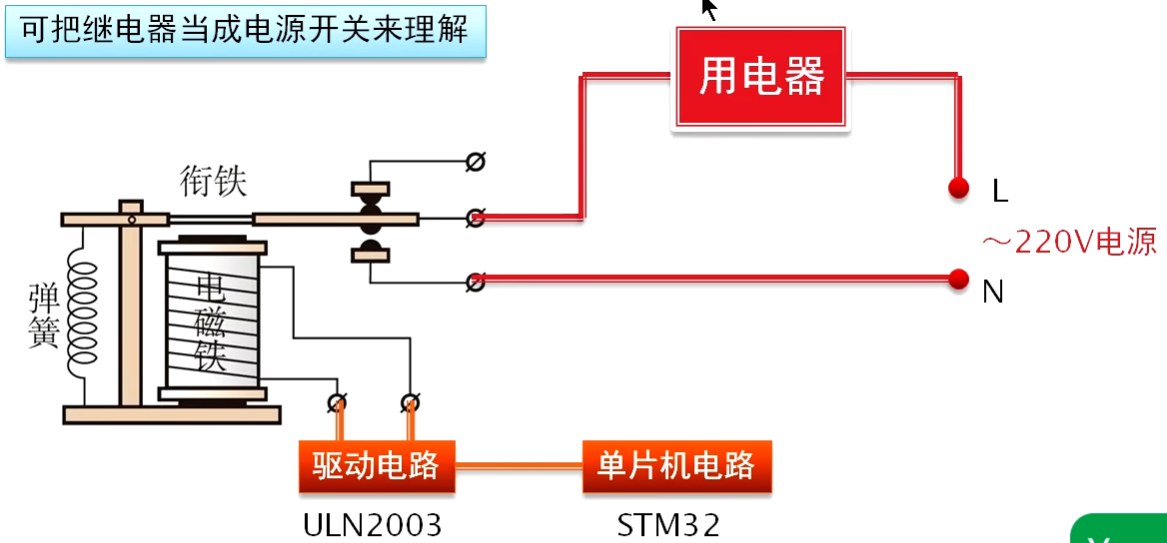 可把继电器当成电源开关来理解
用电器
衔铁
L
～220V电源
N
弹簧
电磁铁
驱动电路
单片机电路
ULN2003
STM32